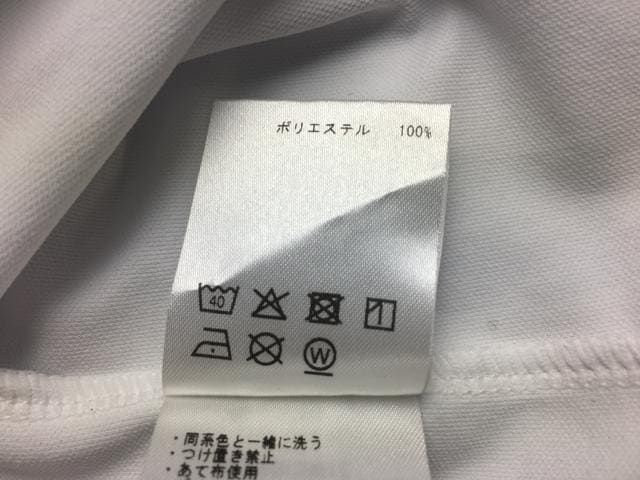 ポリエステル 100%
40
W
・同系色と一緒に洗う
・つけ置き禁止
・あて布使用